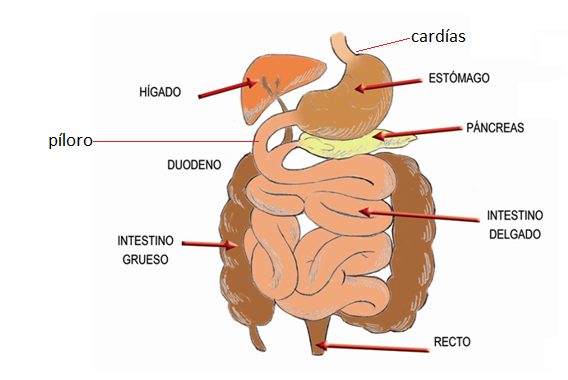 cardías
ESTÓMAGO
HÍGADO
PÁNCREAS
píloro
DUODENO
INTESTINO
DELGADO
INTESTINO
GRUESO
RECTO